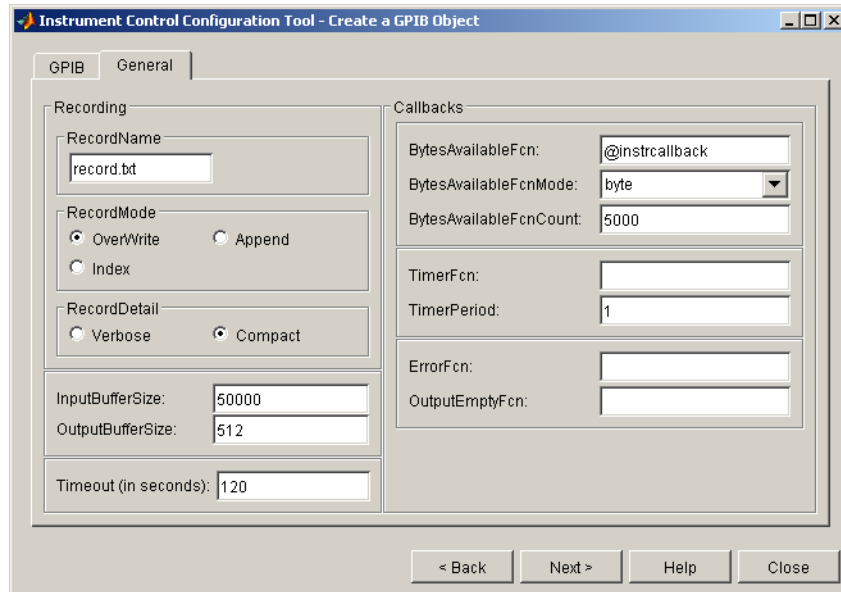 Instrument Control Configuration Tool - Create a GPIB Object
GPIB
General
Recording
RecordName
record.txt
RecordMode
OverWrite
Append
Index
RecordDetail
Verbose
Compact
InputBufferSize:
50000
OutputBufferSize:
512
Timeout (in seconds):
120
Callbacks
BytesAvailableFcn:
@instrcallback
BytesAvailableFcnMode:
byte
BytesAvailableFcnCount:
5000
TimerFcn:
TimerPeriod:
1
ErrorFcn:
OutputEmptyFcn:
< Back
Next >
Help
Close